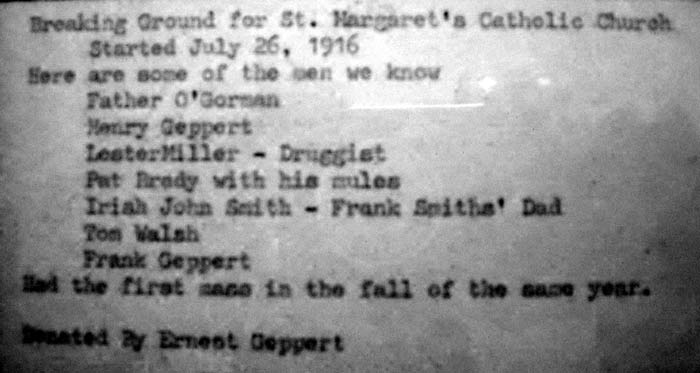 Breaking Ground for St. Margaret's Catholic Church
Started July 26, 1916
Here are some of the men we know
Father O'Gorman
Henry Geppert
LesterMiller - Druggist
Pat Brady with his mules
Irish John Smith - Frank Smiths' Dad
Tom Walsh
Frank Geppert
Had the first mass in the fall of the same year.
Donated By Ernest Geppert